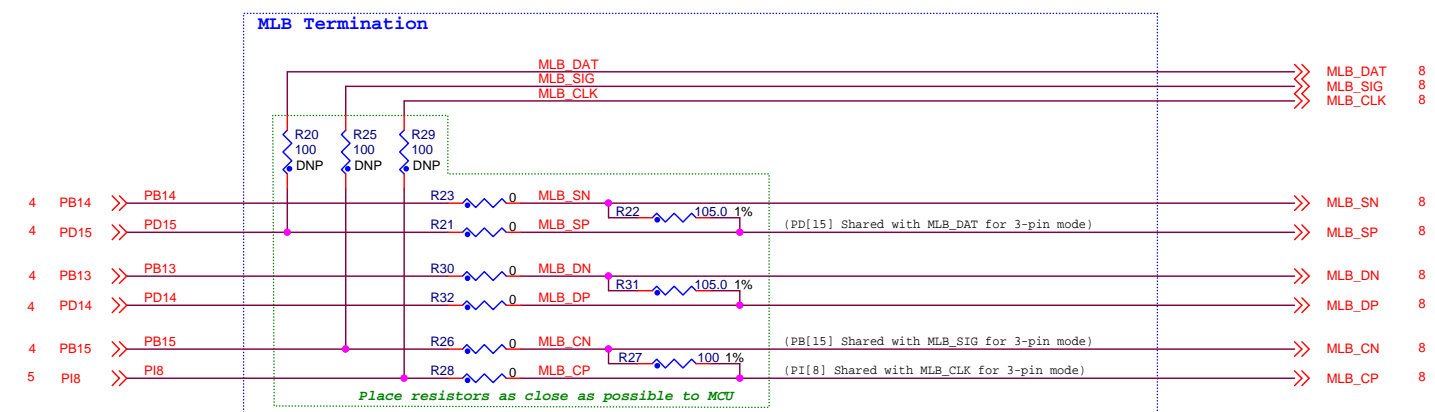 MLB Termination
MLB_DAT
MLB_DAT 8
MLB_SIG
MLB_SIG 8
MLB_CLK
MLB_CLK 8
R20 R25 R29
100 100 100
DNP DNP DNP
4 PB14 PB14 R23 0 MLB_SN MLB_SN 8
R22 105.0 1%
4 PD15 PD15 R21 0 MLB_SP (PD[15] Shared with MLB_DAT for 3-pin mode) MLB_SP 8
4 PB13 PB13 R30 0 MLB_DN MLB_DN 8
R31 105.0 1%
4 PD14 PD14 R32 0 MLB_DP MLB_DP 8
4 PB15 PB15 R26 0 MLB_CN (PB[15] Shared with MLB_SIG for 3-pin mode) MLB_CN 8
R27 100 1%
5 PI8 PI8 R28 0 MLB_CP (PI[8] Shared with MLB_CLK for 3-pin mode) MLB_CP 8
Place resistors as close as possible to MCU